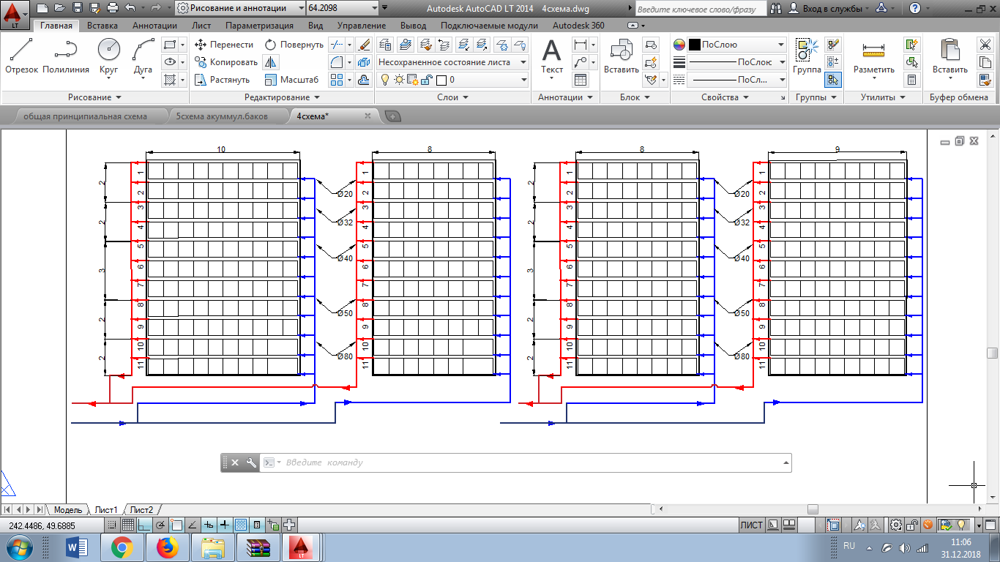 LT
Рисование и аннотации
64.2098
Autodesk AutoCAD LT 2014 4схема.dwg
Введите ключевое слово/фразу
Вход в службы
Главная Вставка Аннотации Лист Параметризация Вид Управление Вывод Подключаемые модули Autodesk 360
Отрезок Полилиния Круг Дуга
Рисование
Перенести Повернуть
Копировать
Растянуть Масштаб
Редактирование
Несохраненное состояние листа
0
Слои
Текст
Аннотации
Вставить
Блок
ПоСлою
ПоСлою
ПоСл...
Свойства
Группа
Группы
Разметить
Утилиты
Вставить
Буфер обмена
общая принципиальная схема 5схема акуммул.баков 4схема*
10 8 8 9
2 2 3 2 2
1 2 3 4 5 6 7 8 9 10 11
Ø20
Ø32
Ø40
Ø50
Ø80
1 2 3 4 5 6 7 8 9 10 11
2 2 3 2 2
1 2 3 4 5 6 7 8 9 10 11
Ø20
Ø32
Ø40
Ø50
Ø80
1 2 3 4 5 6 7 8 9 10 11
Введите команду
Модель Лист1 Лист2
242.4486, 49.6885
ЛИСТ
RU
11:06
31.12.2018